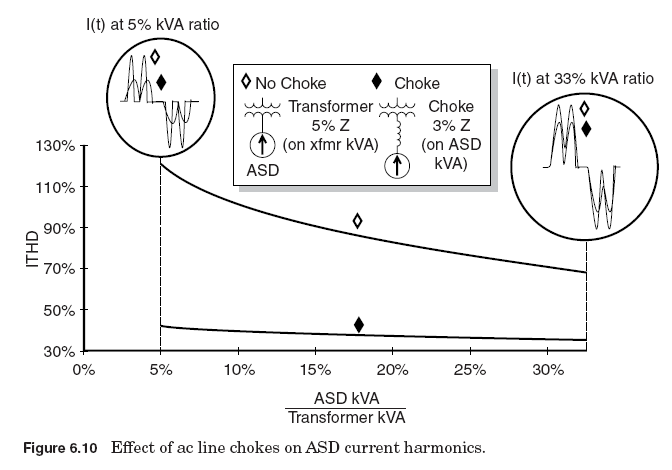 I(t) at 5% kVA ratio
No Choke
Choke
Transformer
5% Z
(on xfmr kVA)
ASD
Choke
3% Z
(on ASD
kVA)
I(t) at 33% kVA ratio
130%
110%
90%
70%
50%
30%
ITHD
0%
5%
10%
15%
20%
25%
30%
ASD kVA
Transformer kVA
Figure 6.10 Effect of ac line chokes on ASD current harmonics.